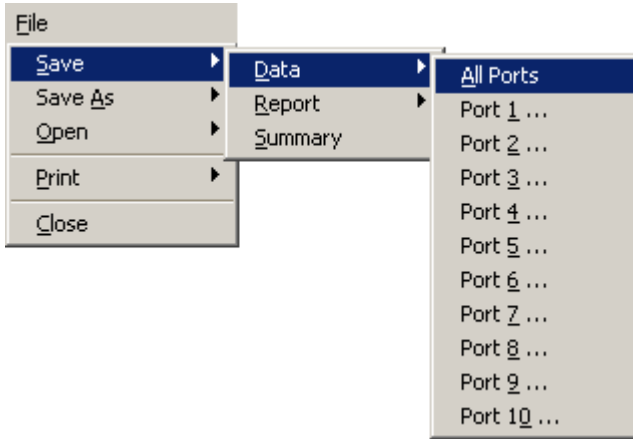 File
Save
Save As
Open
Print
Close
Data
Report
Summary
All Ports
Port 1 ...
Port 2 ...
Port 3 ...
Port 4 ...
Port 5 ...
Port 6 ...
Port 7 ...
Port 8 ...
Port 9 ...
Port 10 ...